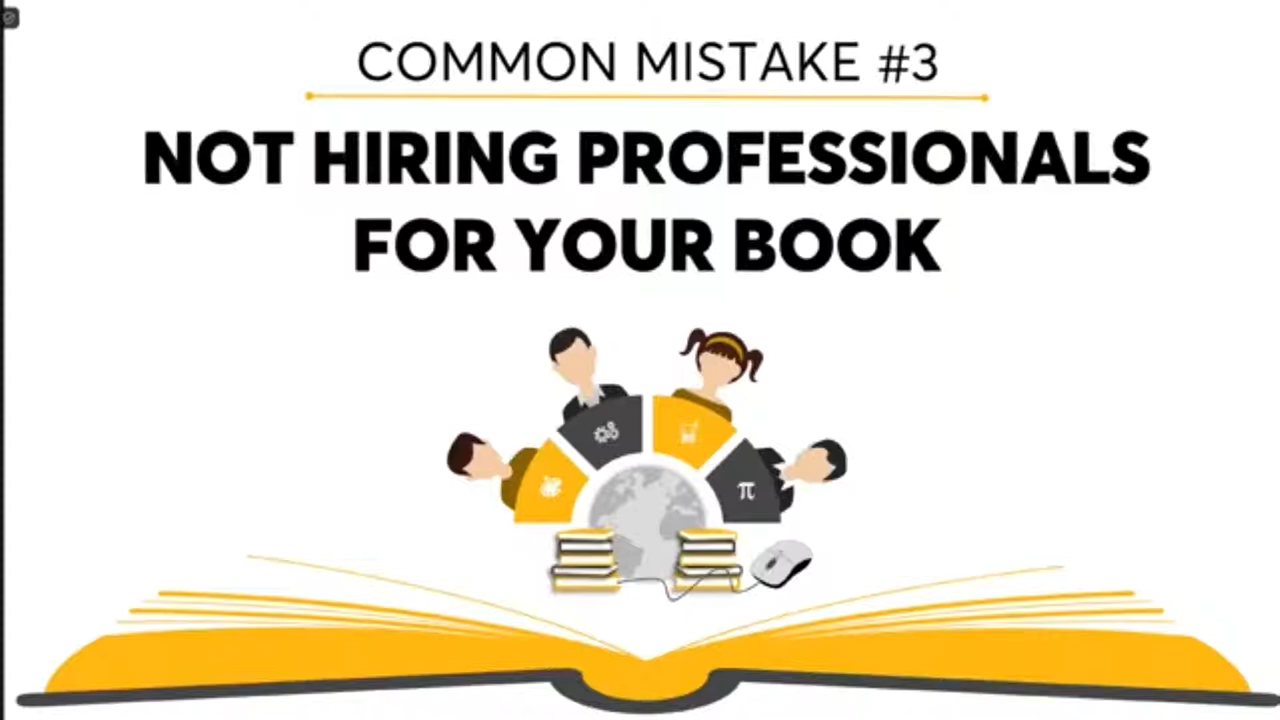 COMMON MISTAKE #3
NOT HIRING PROFESSIONALS
FOR YOUR BOOK
π